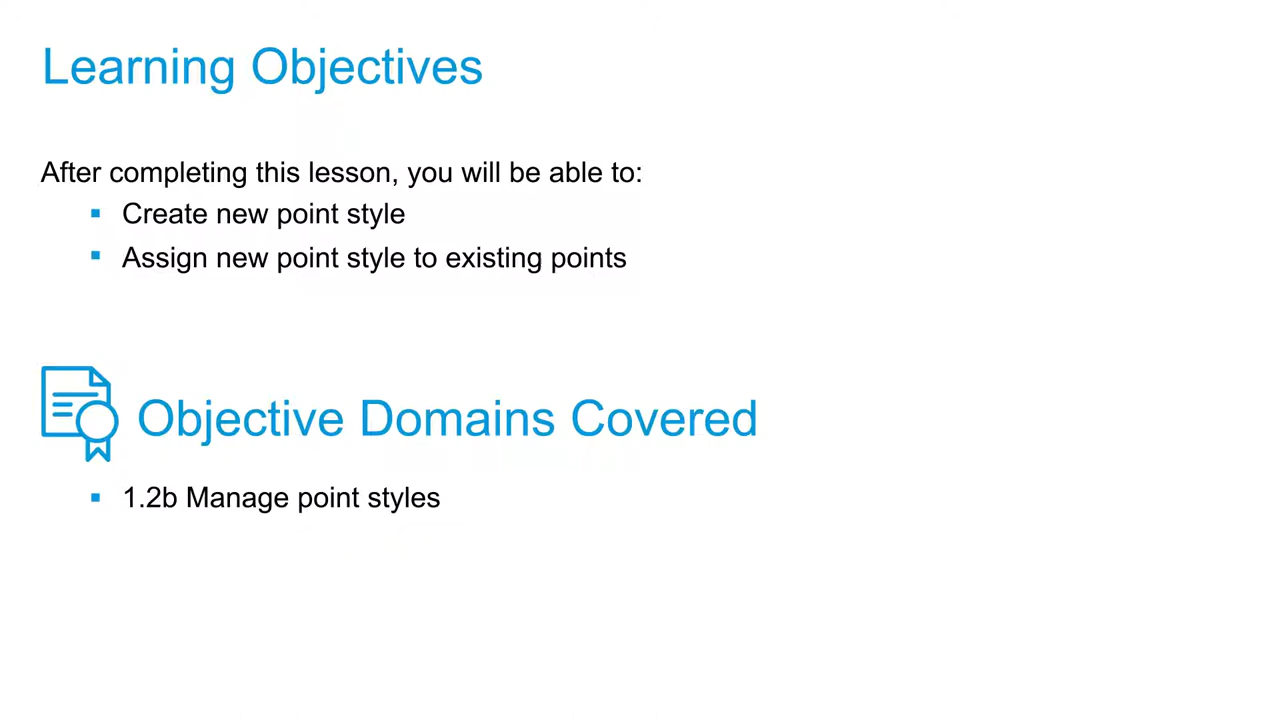 Learning Objectives
After completing this lesson, you will be able to:
▪ Create new point style
▪ Assign new point style to existing points
Objective Domains Covered
▪ 1.2b Manage point styles